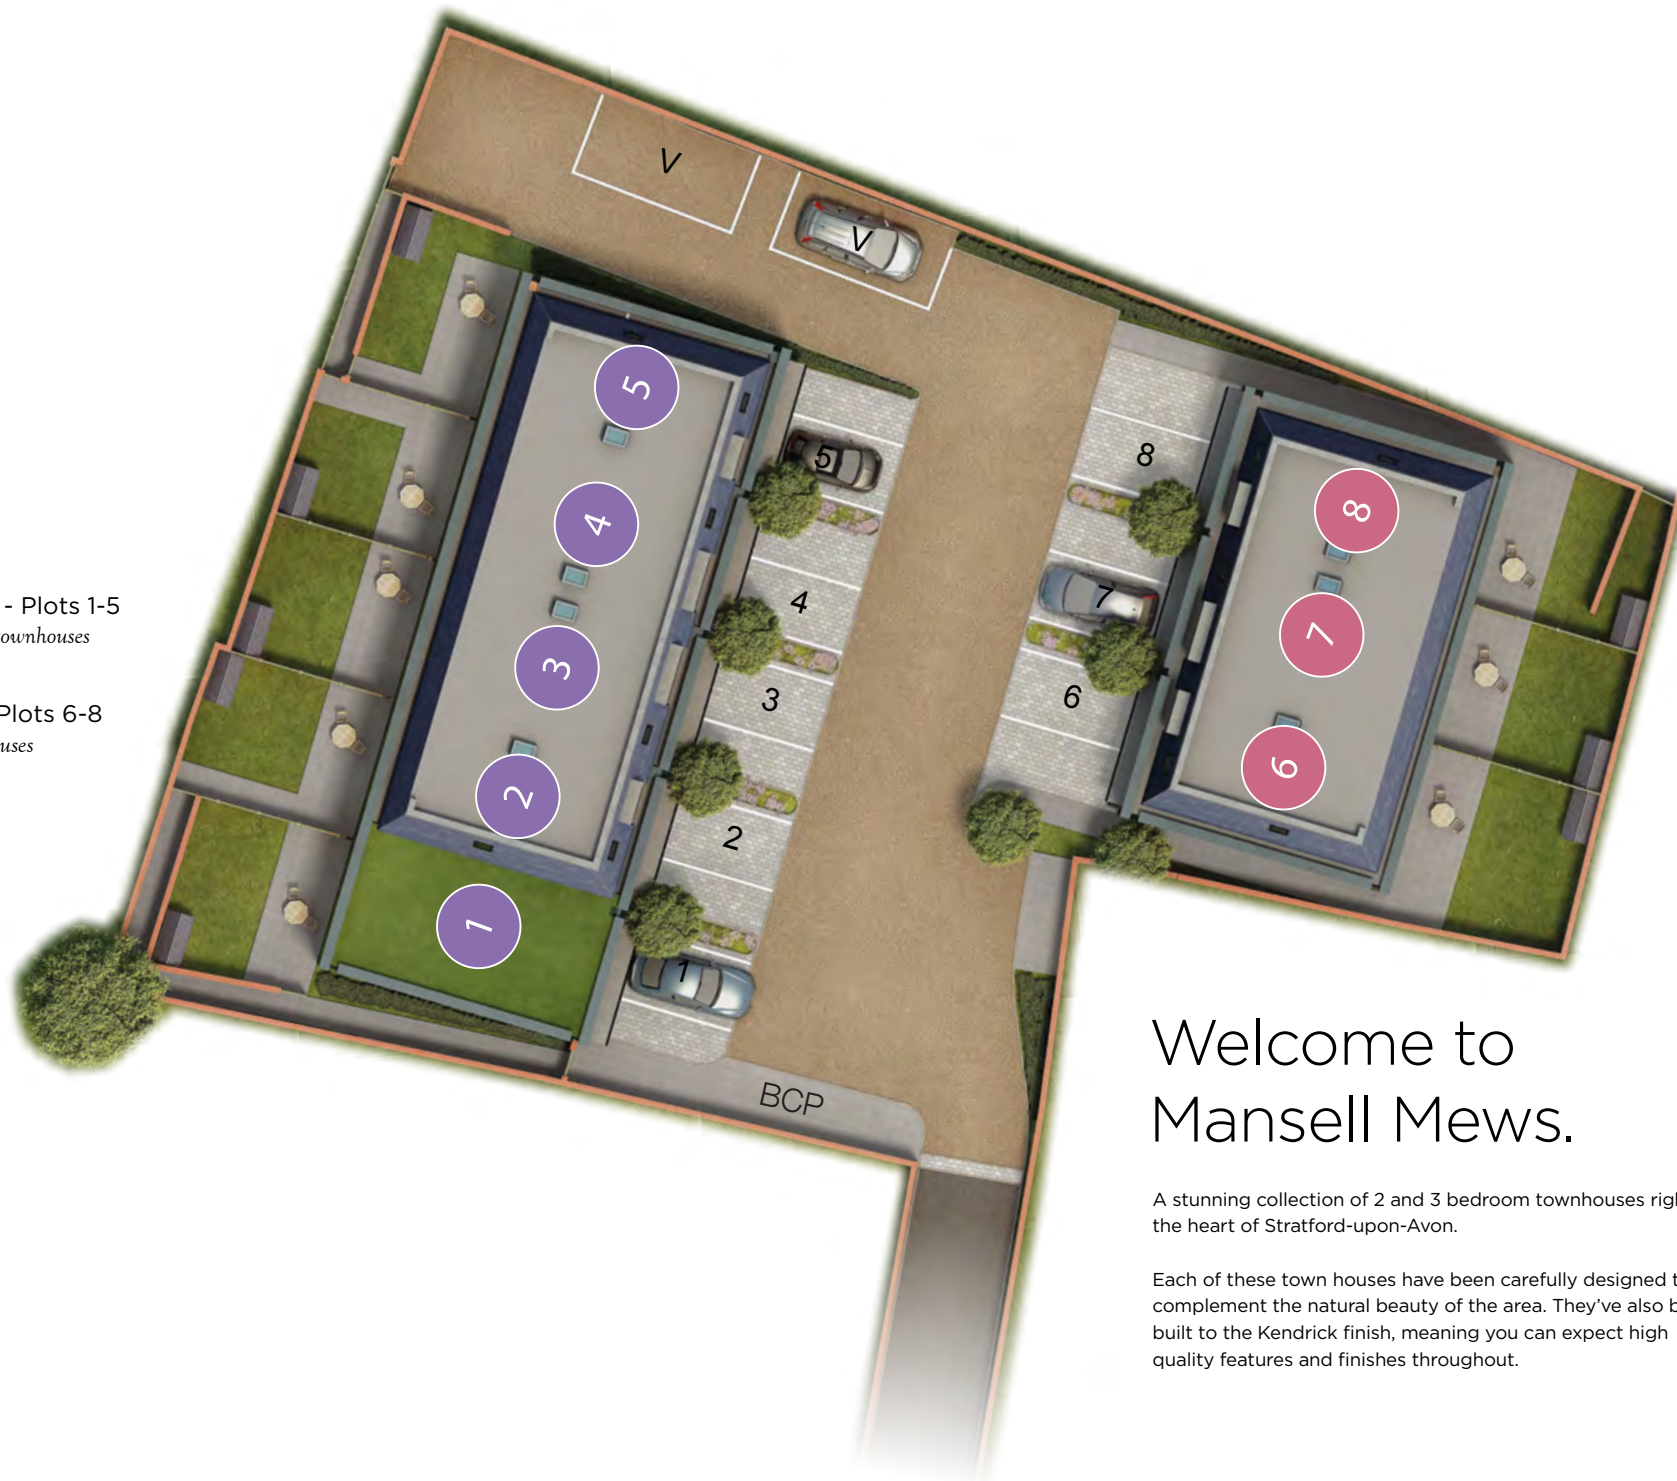 V
V
5
5
4
8
8
4
7
7
3
3
6
6
2
2
1
1
BCP
- Plots 1-5
townhouses
Plots 6-8
Welcome to
Mansell Mews.
A stunning collection of 2 and 3 bedroom townhouses
the heart of Stratford-upon-Avon.
Each of these town houses have been carefully designed
complement the natural beauty of the area. They've also
built to the Kendrick finish, meaning you can expect high
quality features and finishes throughout.